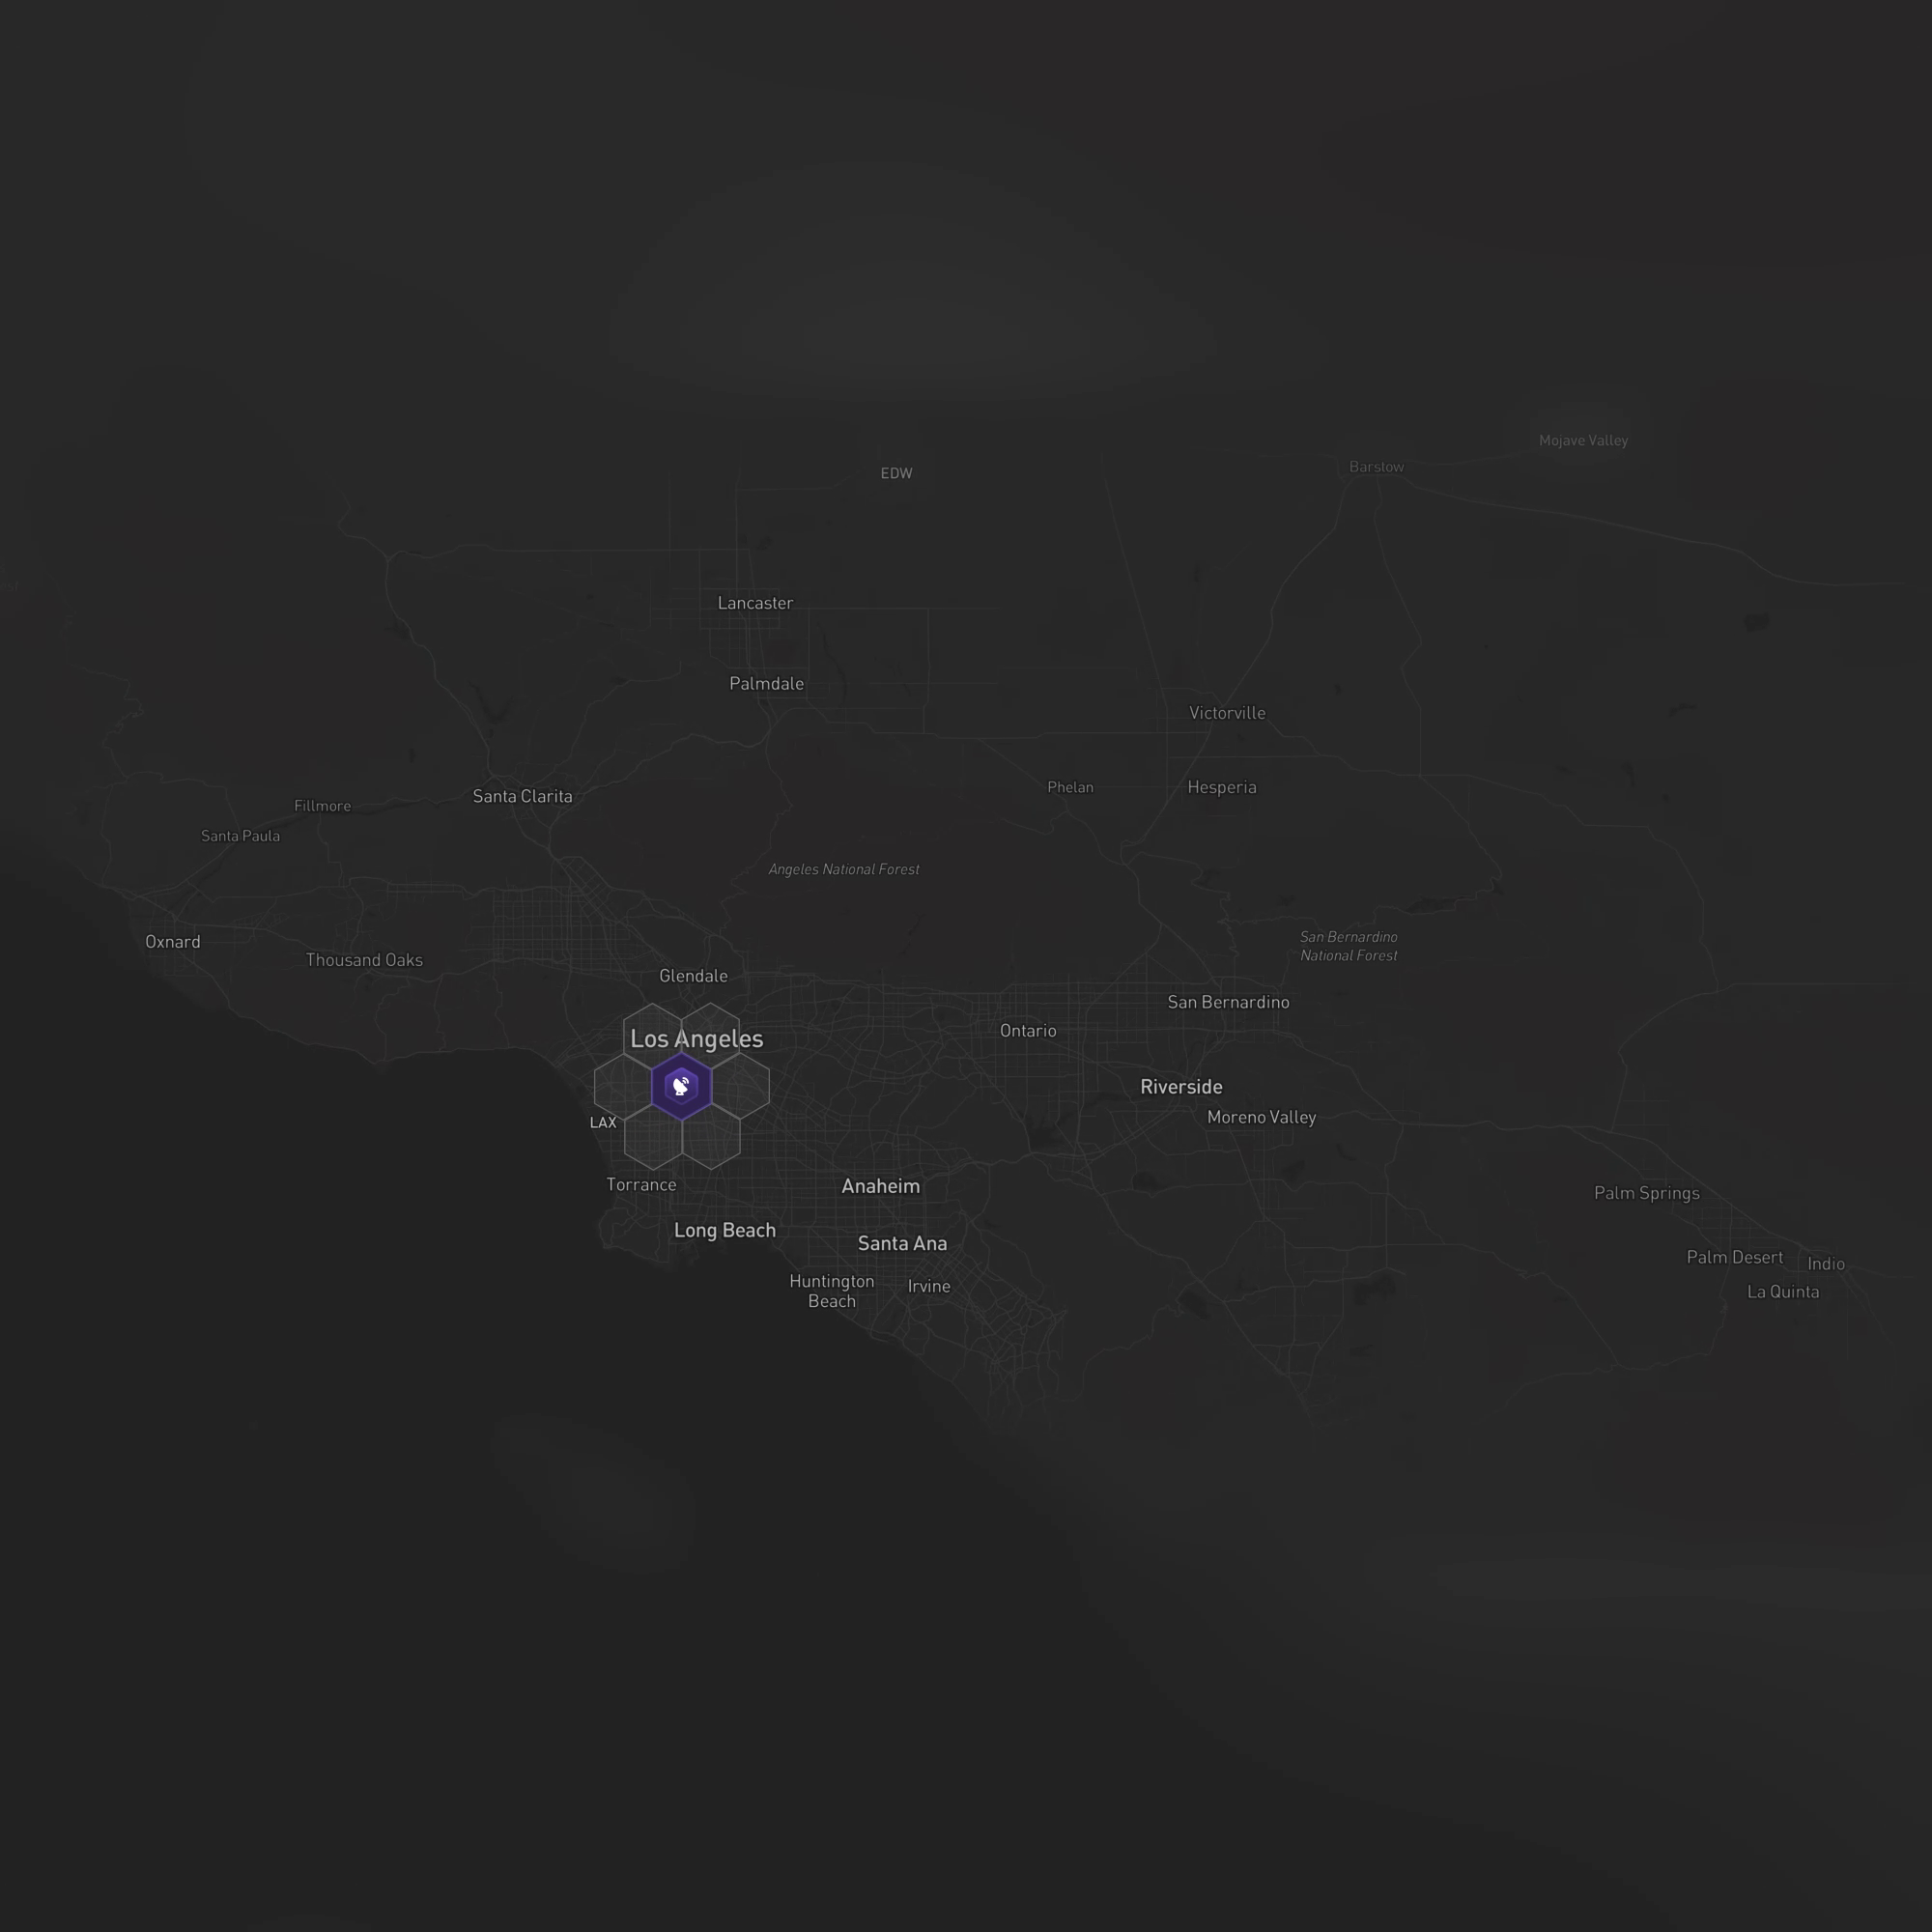 Mojave Valley
Barstow
EDW
Lancaster
Palmdale
Victorville
Phelan
Hesperia
Santa Clarita
Fillmore
Santa Paula
Angeles National Forest
Oxnard
San Bernardino
National Forest
Thousand Oaks
Glendale
San Bernardino
Ontario
Los Angeles
Riverside
Moreno Valley
LAX
Torrance
Anaheim
Palm Springs
Long Beach
Santa Ana
Palm Desert
Indio
Huntington
Beach
Irvine
La Quinta